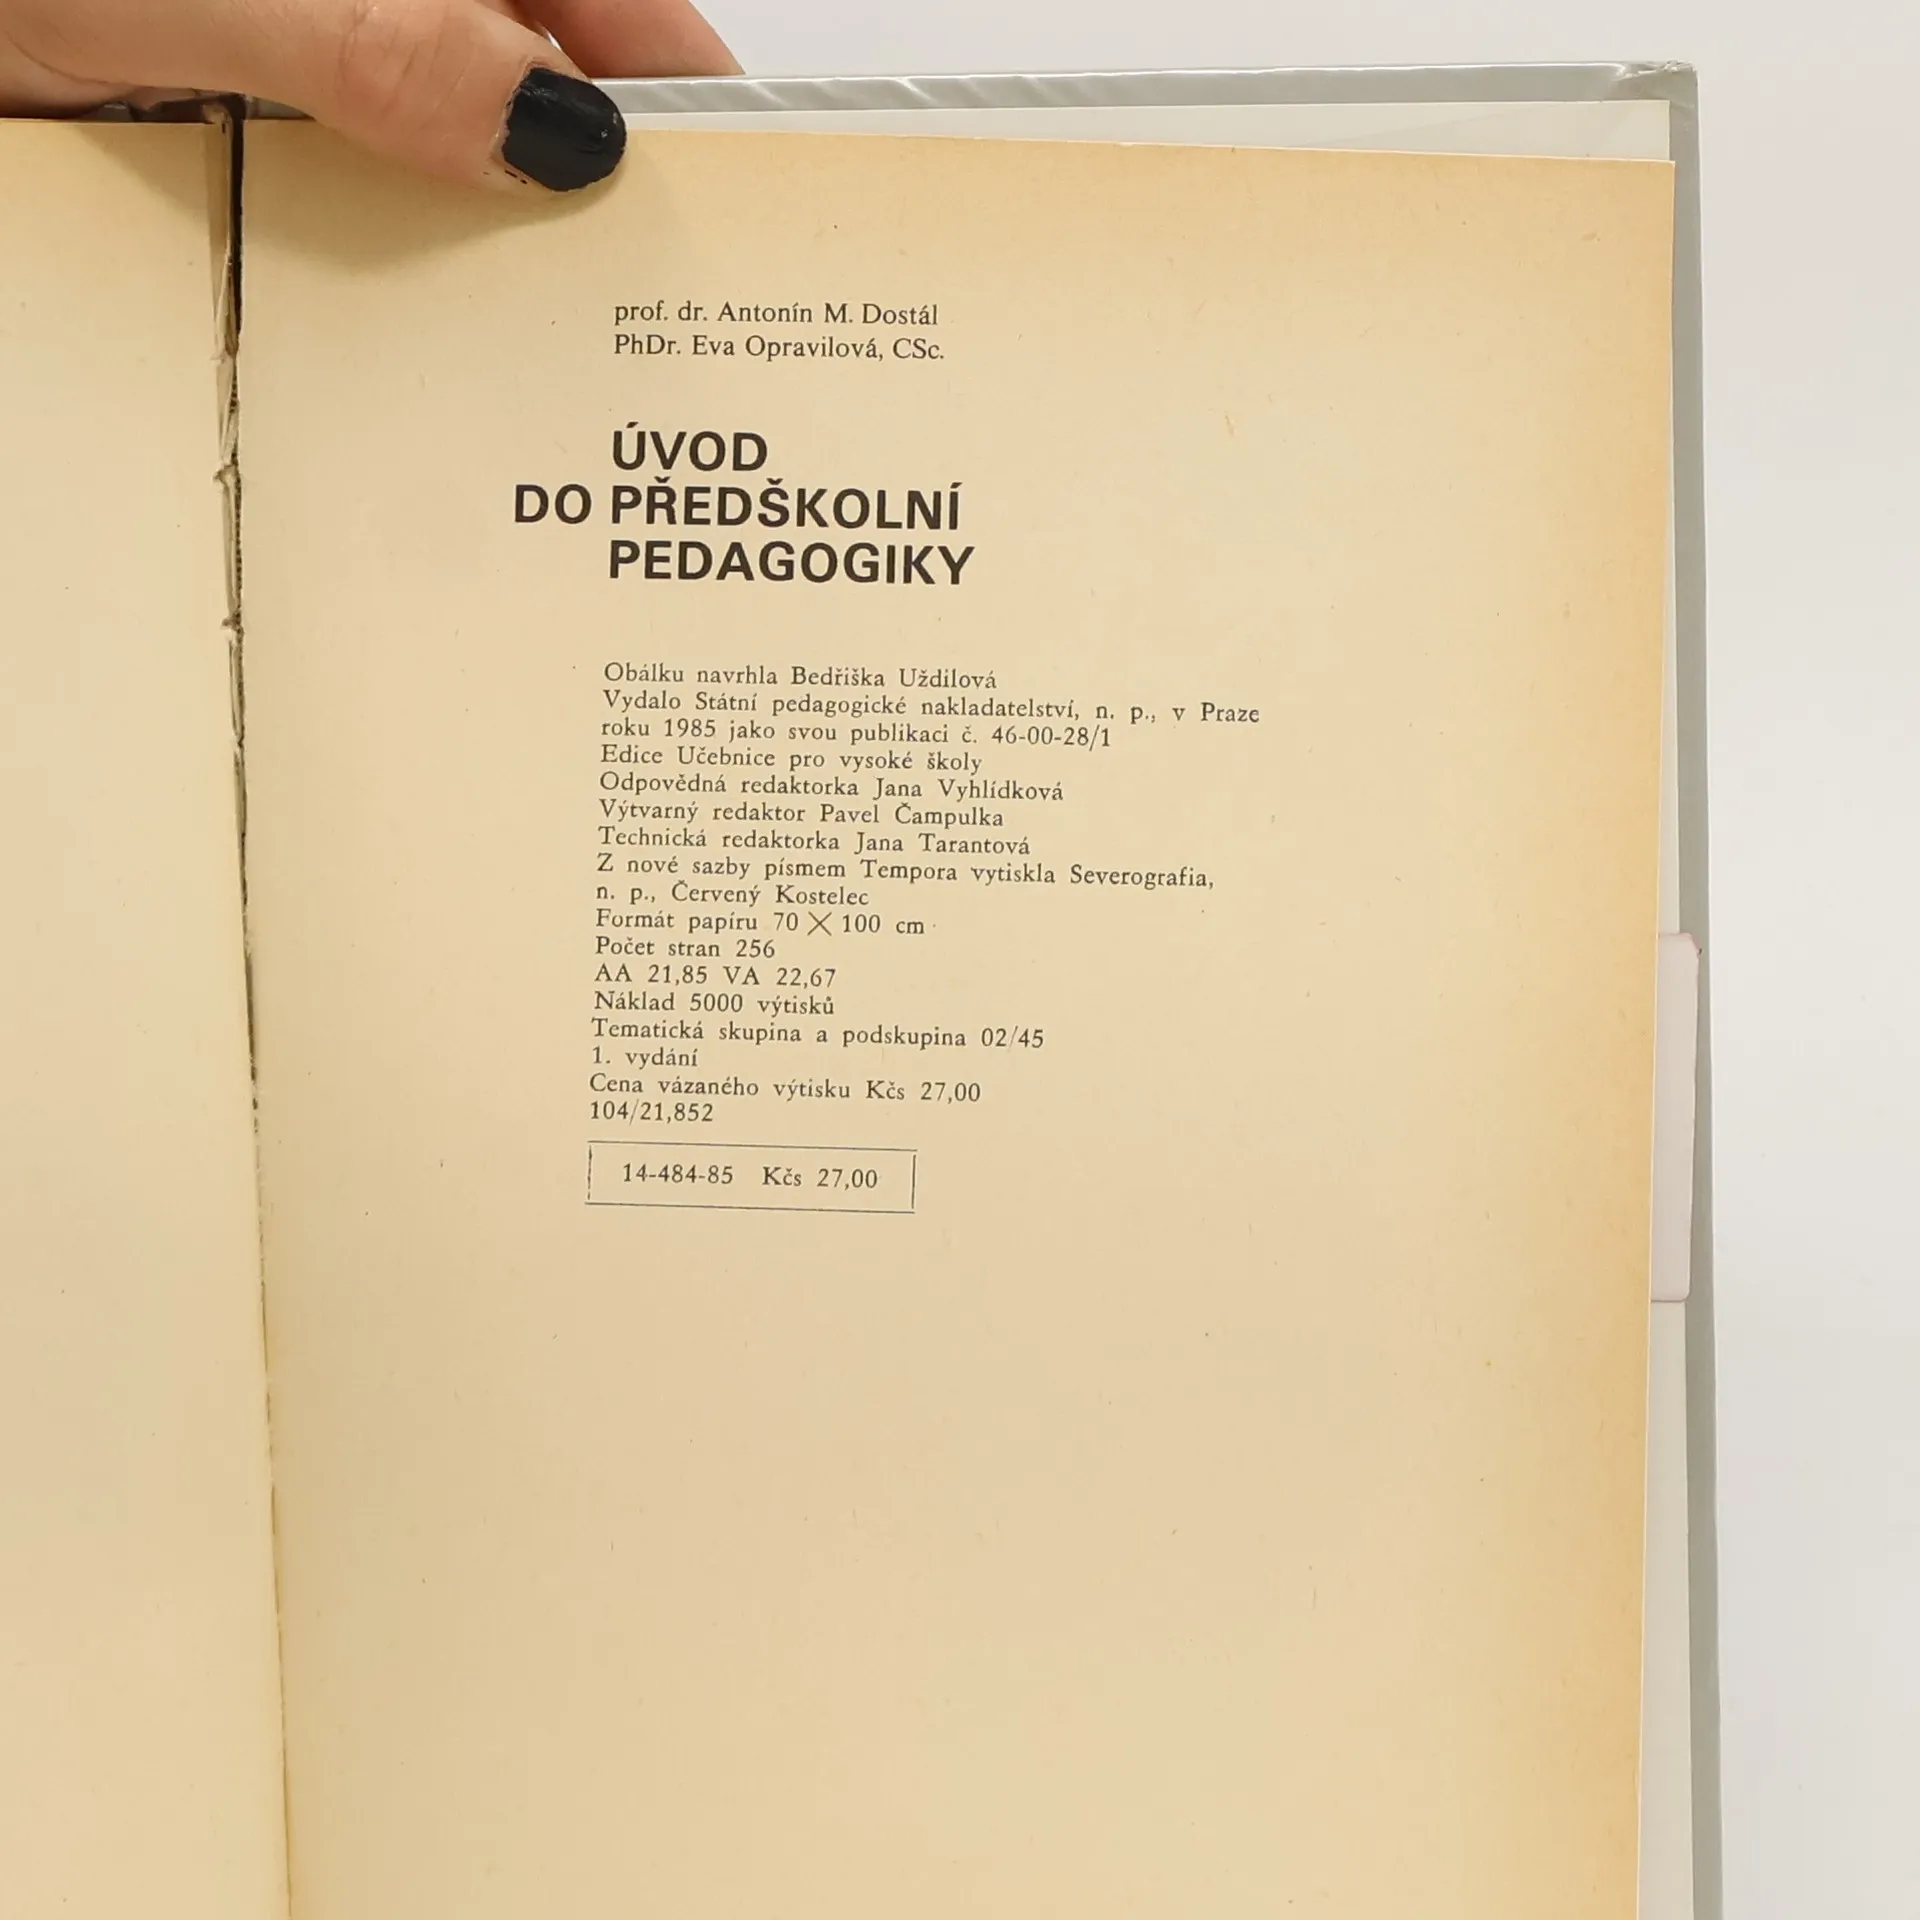 prof. dr. Antonín M. Dostál
PhDr. Eva Opravilová, CSc.
ÚVOD
DO PŘEDŠKOLNÍ
PEDAGOGIKY
Obálku navrhla Bedřiška Uždilová
Vydalo Státní pedagogické nakladatelství, n. p., v Praze
roku 1985 jako svou publikaci č. 46-00-28/1
Edice Učebnice pro vysoké školy
Odpovědná redaktorka Jana Vyhlídková
Výtvarný redaktor Pavel Čampulka
Technická redaktorka Jana Tarantová
Z nové sazby písmem Tempora vytiskla Severografia,
n. p., Červený Kostelec
Formát papíru 70 × 100 cm
Počet stran 256
AA 21,85 VA 22,67
Náklad 5000 výtisků
Tematická skupina a podskupina 02/45
1. vydání
Cena vázaného výtisku Kčs 27,00
104/21,852
14-484-85 Kčs 27,00